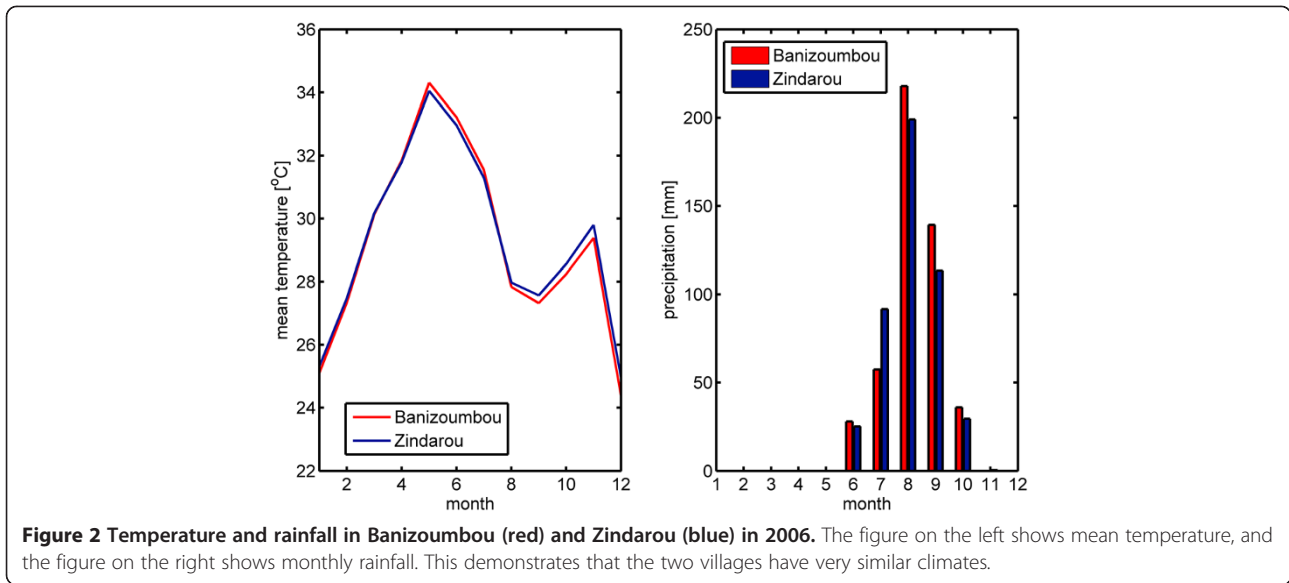 36
34
32
30
28
26
24
22
mean temperature [°C]
Banizoumbou
Zindarou
2 4 6 8 10 12
month
250
200
150
100
50
0
precipitation [mm]
Banizoumbou
Zindarou
1 2 3 4 5 6 7 8 9 10 11 12
month
Figure 2 Temperature and rainfall in Banizoumbou (red) and Zindarou (blue) in 2006. The figure on the left shows mean temperature, and
the figure on the right shows monthly rainfall. This demonstrates that the two villages have very similar climates.